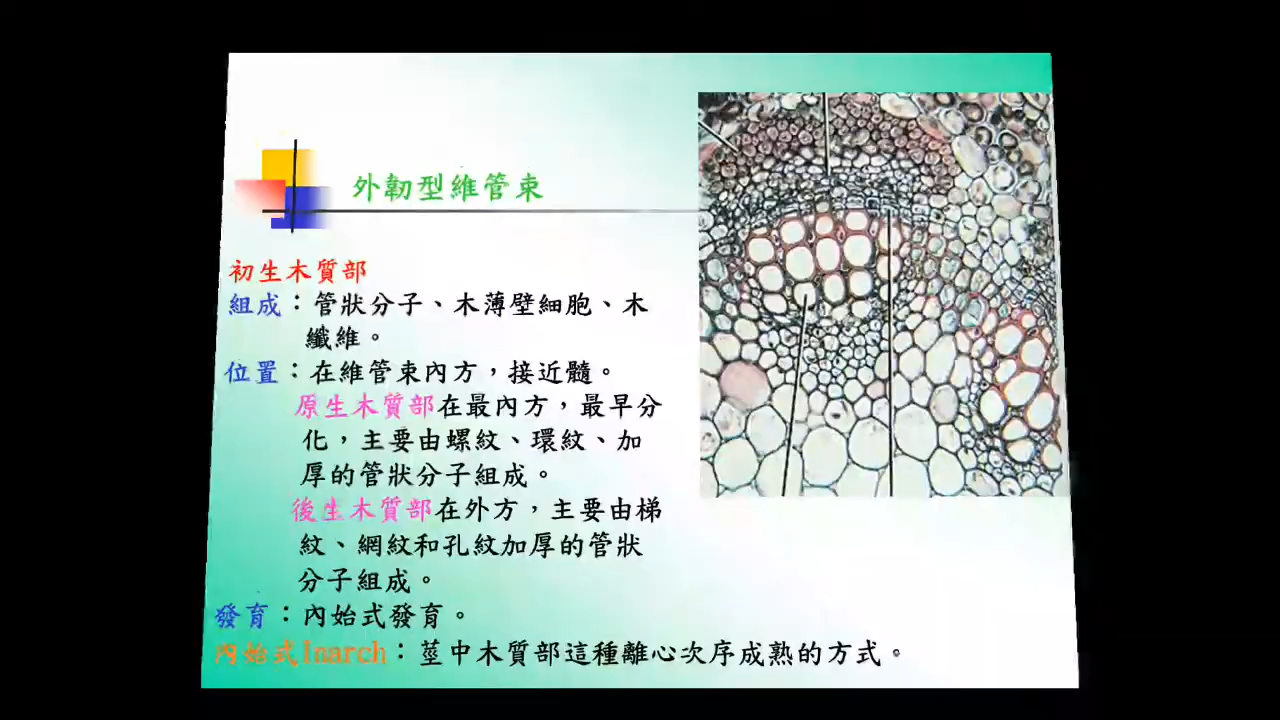 外韌型維管束
初生木質部
組成：管狀分子、木薄壁細胞、木
纖維。
位置：在維管束內方，接近髓。
原生木質部在最內方，最早分
化，主要由螺紋、環紋、加
厚的管狀分子組成。
後生木質部在外方，主要由梯
紋、網紋和孔紋加厚的管狀
分子組成。
發育：內始式發育。
內始式Inarch：莖中木質部這種離心次序成熟的方式。